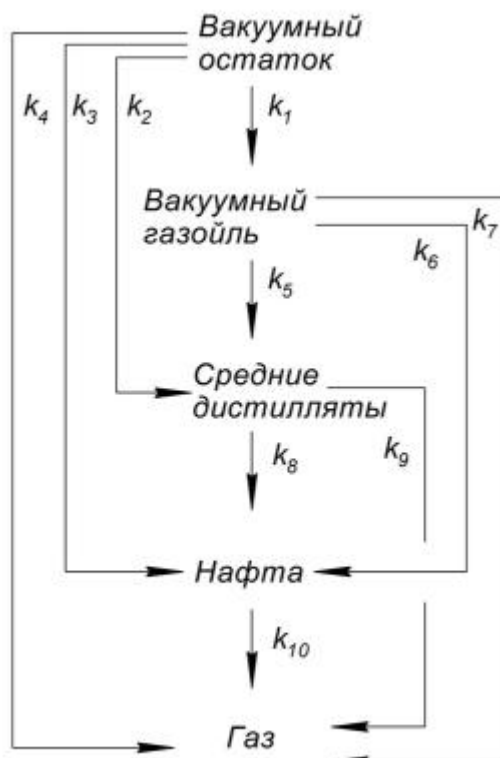 Вакуумный
остаток
k4 k3 k2 k1
Вакуумный
газойль
k7
k6
k5
Средние
дистилляты
k8 k9
Нафта
k10
Газ